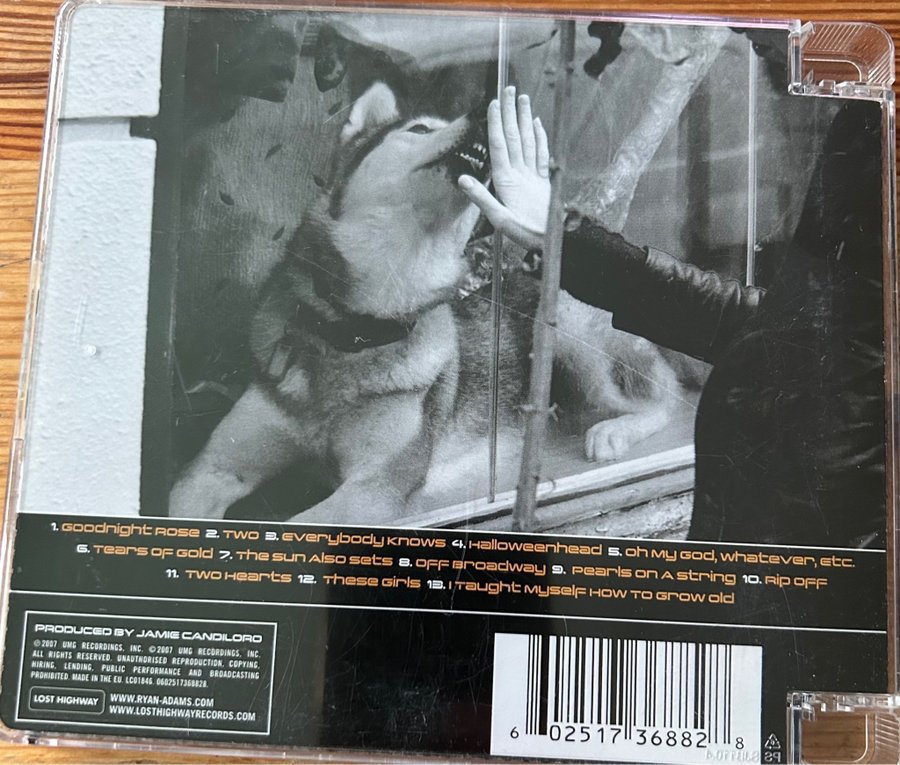 1. Goodnight Rose 2. Two 3. Everybody Knows 4. Halloweenhead 5. Oh My God, Whatever, Etc.
6. Tears of Gold 7. The Sun Also Sets 8. Off Broadway 9. Pearls on a String 10. Rip Off
11. Two Hearts 12. These Girls 13. I Taught Myself How to Grow Old
PRODUCED BY JAMIE CANDILORO
℗ 2007 UMG RECORDINGS, INC. © 2007 UMG RECORDINGS, INC.
ALL RIGHTS RESERVED. UNAUTHORISED REPRODUCTION, COPYING,
HIRING, LENDING, PUBLIC PERFORMANCE AND BROADCASTING
PROHIBITED. MADE IN THE EU. LC01846. 0602517368828.
LOST HIGHWAY
WWW.RYAN-ADAMS.COM
WWW.LOSTHIGHWAYRECORDS.COM
6 02517 36882 8
PS